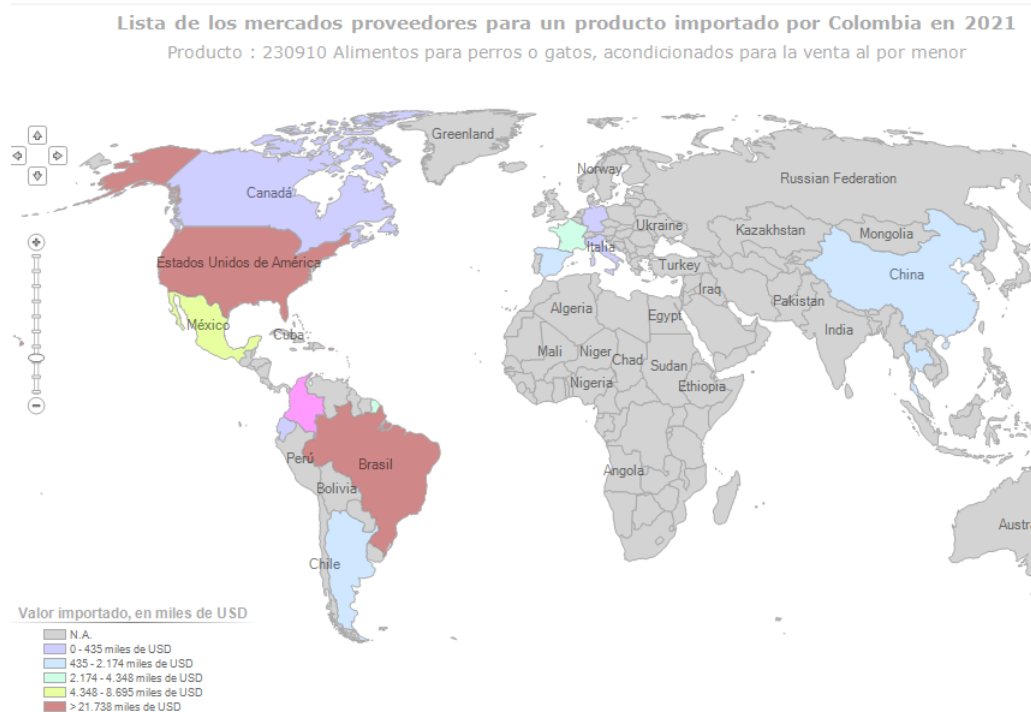 Lista de los mercados proveedores para un producto importado por Colombia en 2021
Producto : 230910 Alimentos para perros o gatos, acondicionados para la venta al por menor
Greenland
Norway
Russian Federation
Canadá
Ukraine
Kazakhstan
Mongolia
Italia
Estados Unidos de América
Turkey
China
Iraq
Pakistan
Algeria
Egypt
India
México
Cuba
Mali
Niger
Chad
Sudan
Nigeria
Ethiopia
Perú
Brasil
Angola
Bolivia
Austra
Chile
Valor importado, en miles de USD
N.A.
0 - 435 miles de USD
435 - 2.174 miles de USD
2.174 - 4.348 miles de USD
4.348 - 8.695 miles de USD
> 21.738 miles de USD